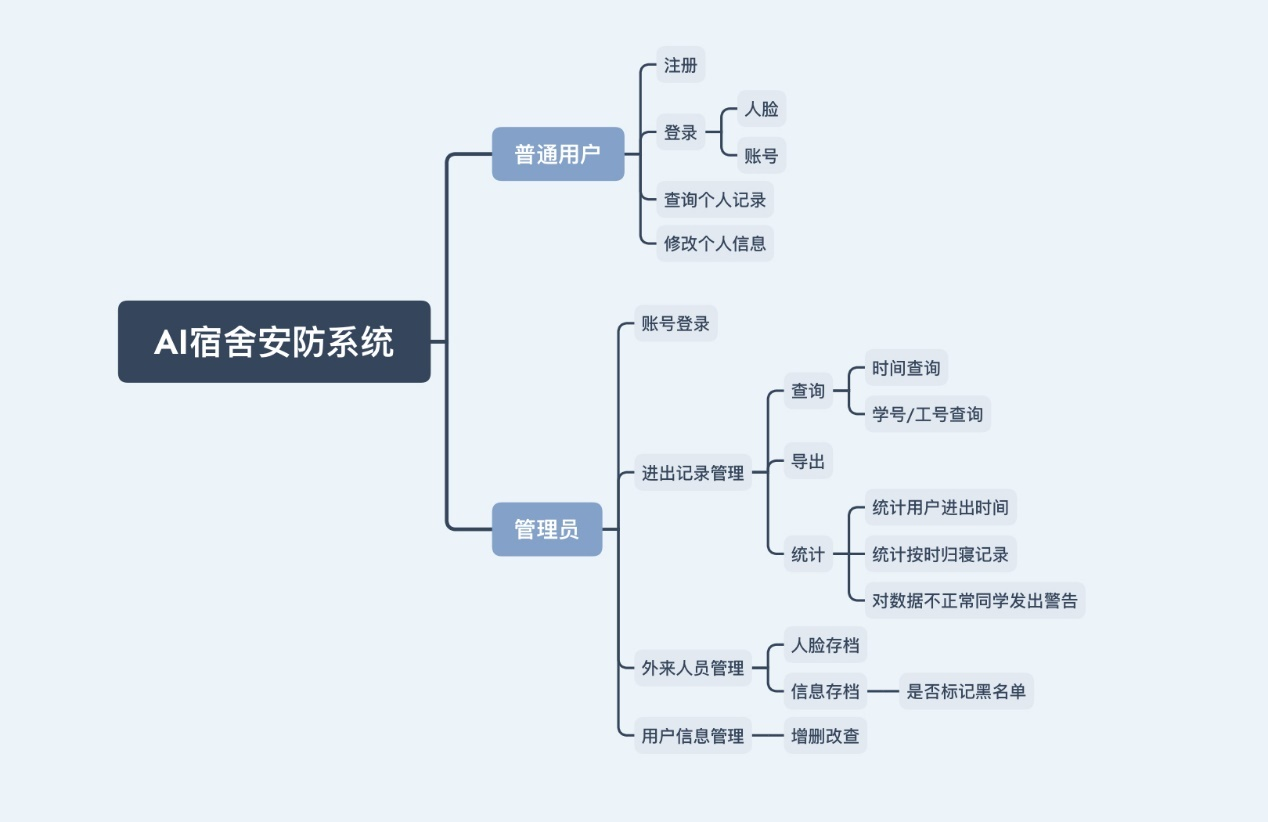 AI宿舍安防系统
普通用户
注册
登录
人脸
账号
查询个人记录
修改个人信息
管理员
账号登录
进出记录管理
查询
时间查询
学号/工号查询
导出
统计
统计用户进出时间
统计按时归寝记录
对数据不正常同学发出警告
外来人员管理
人脸存档
信息存档
是否标记黑名单
用户信息管理
增删改查